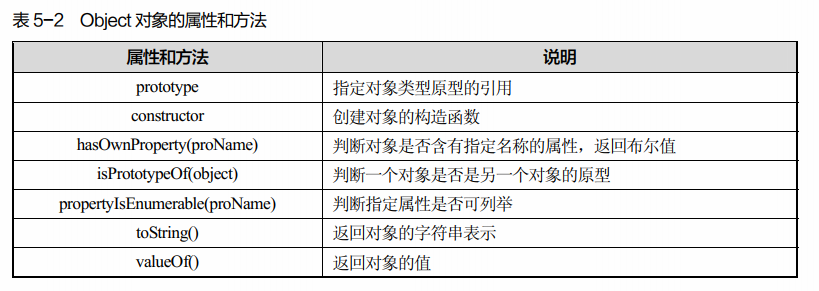 表 5-2 Object 对象的属性和方法
属性和方法 说明
prototype 指定对象类型原型的引用
constructor 创建对象的构造函数
hasOwnProperty(proName) 判断对象是否含有指定名称的属性，返回布尔值
isPrototypeOf(object) 判断一个对象是否是另一个对象的原型
propertyIsEnumerable(proName) 判断指定属性是否可列举
toString() 返回对象的字符串表示
valueOf() 返回对象的值